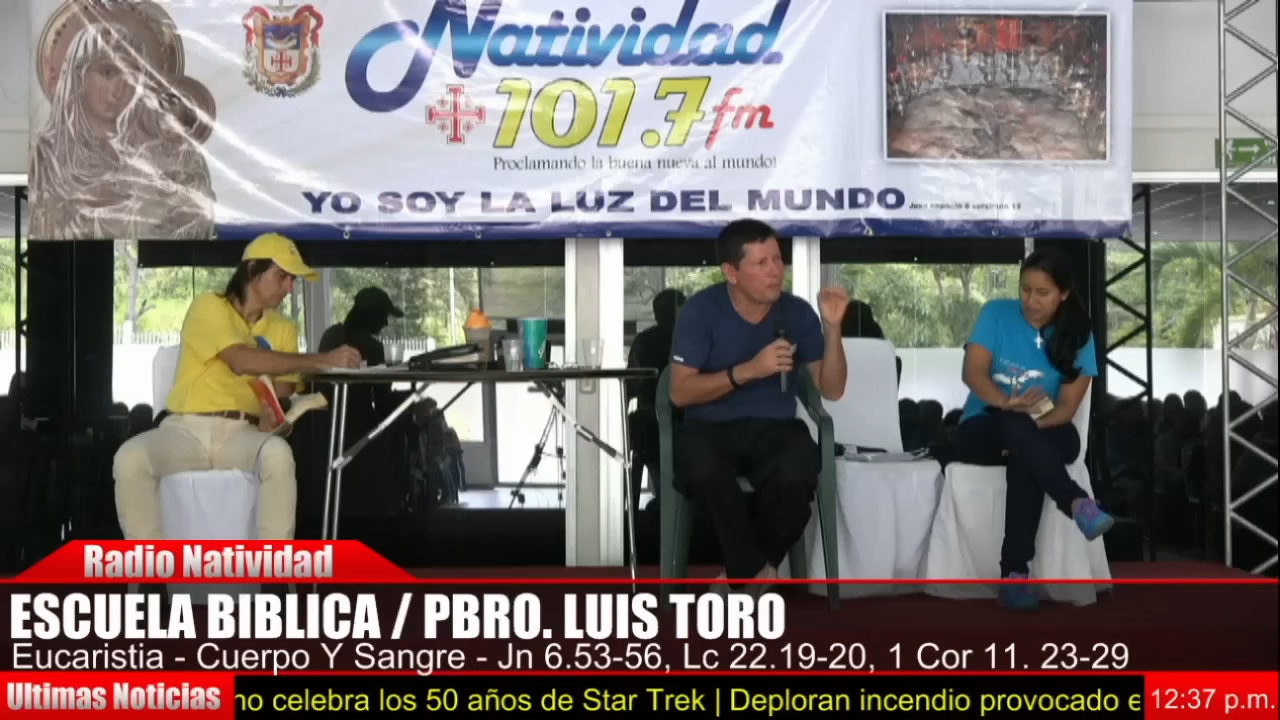 Natividad
101.7 fm
Proclamando la buena nueva al mundo!
YO SOY LA LUZ DEL MUNDO
Radio Natividad
ESCUELA BIBLICA / PBRO. LUIS TORO
Eucaristia - Cuerpo Y Sangre - Jn 6.53-56, Lc 22.19-20, 1 Cor 11. 23-29
Ultimas Noticias
no celebra los 50 años de Star Trek | Deploran incendio provocado e
12:37 p.m.